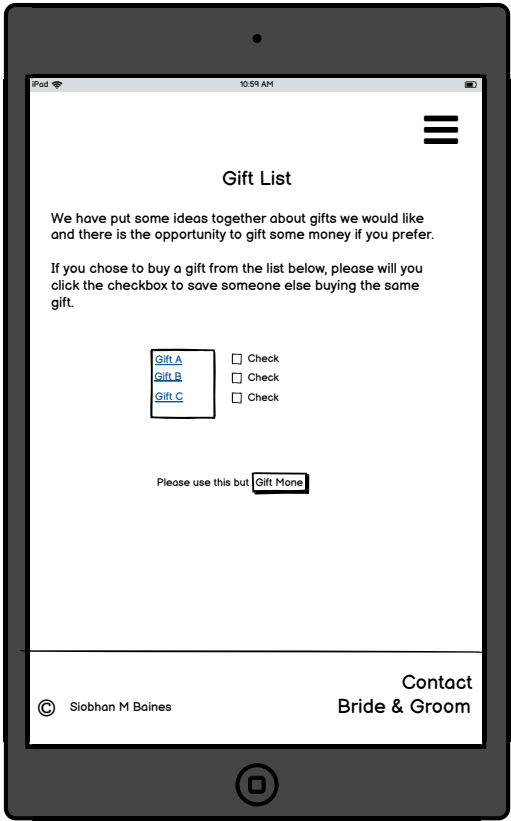 iPad 10:59 AM
Gift List
We have put some ideas together about gifts we would like
and there is the opportunity to gift some money if you prefer.
If you chose to buy a gift from the list below, please will you
click the checkbox to save someone else buying the same
gift.
Gift A Check
Gift B Check
Gift C Check
Please use this but Gift Mone
Contact
© Siobhan M Baines Bride & Groom